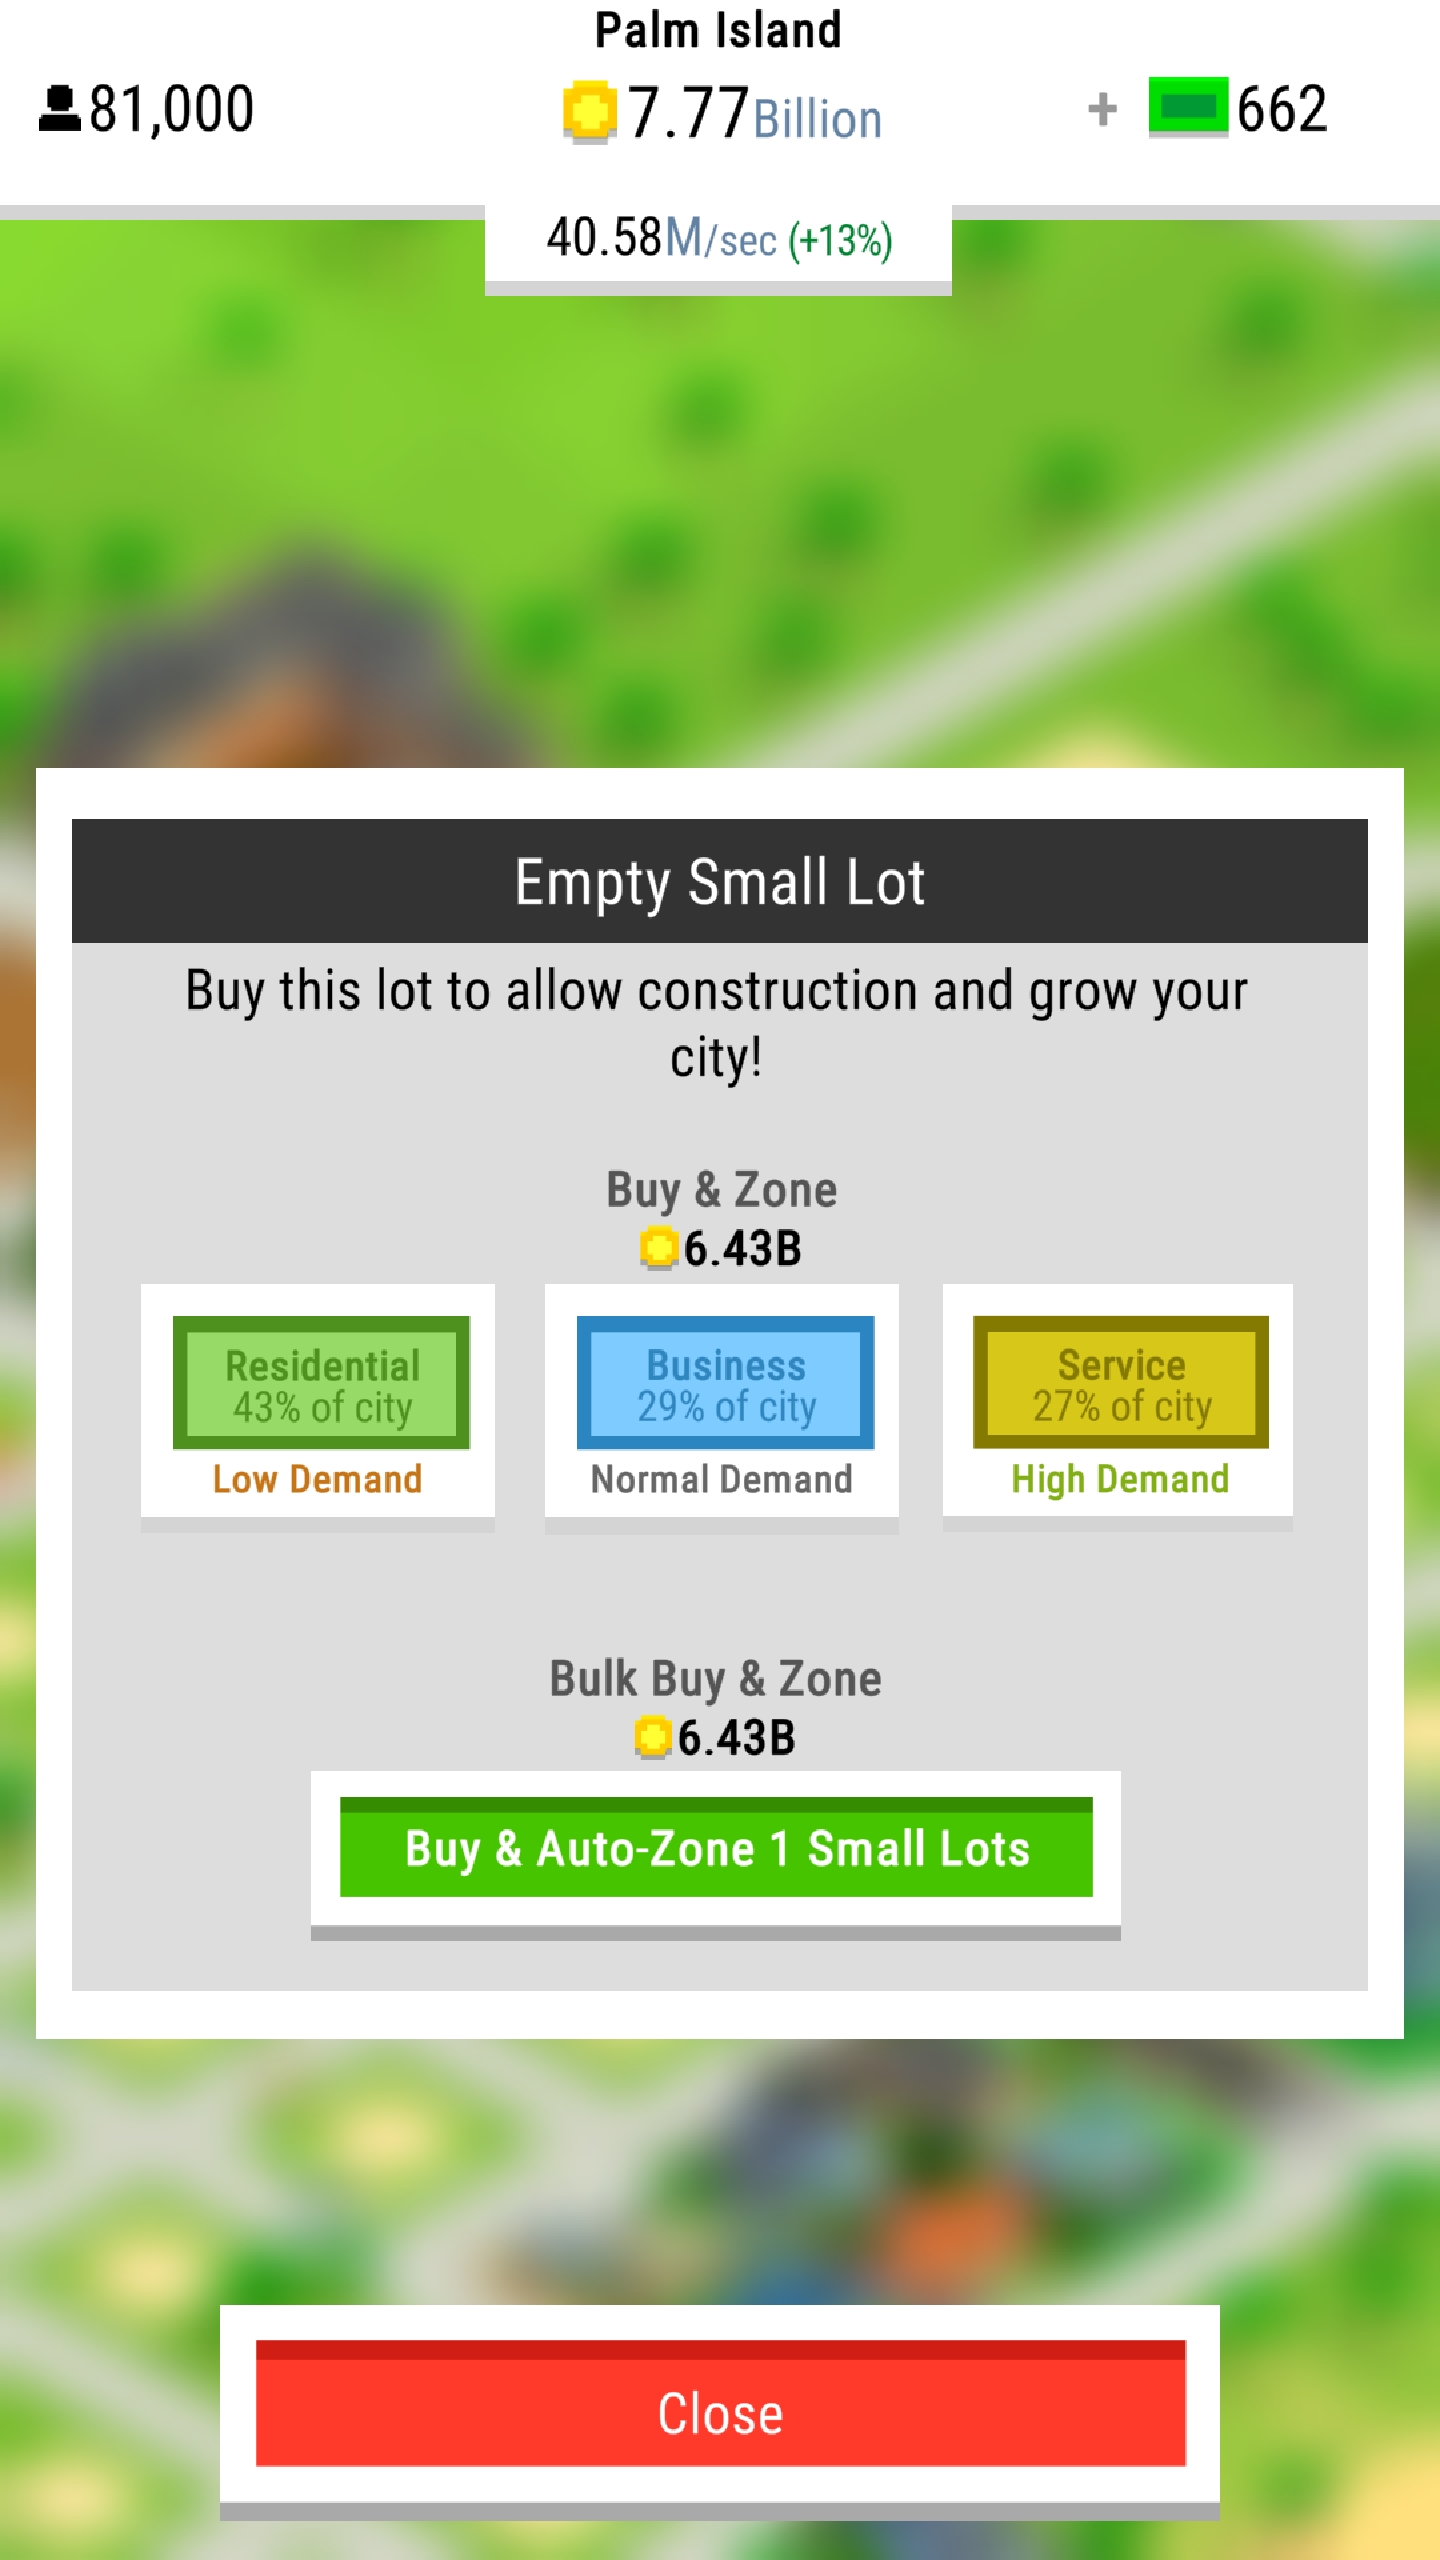 Palm Island
81,000
7.77Billion
+ 662
40.58M/sec (+13%)
Empty Small Lot
Buy this lot to allow construction and grow your
city!
Buy & Zone
6.43B
Residential
43% of city
Low Demand
Business
29% of city
Normal Demand
Service
27% of city
High Demand
Bulk Buy & Zone
6.43B
Buy & Auto-Zone 1 Small Lots
Close